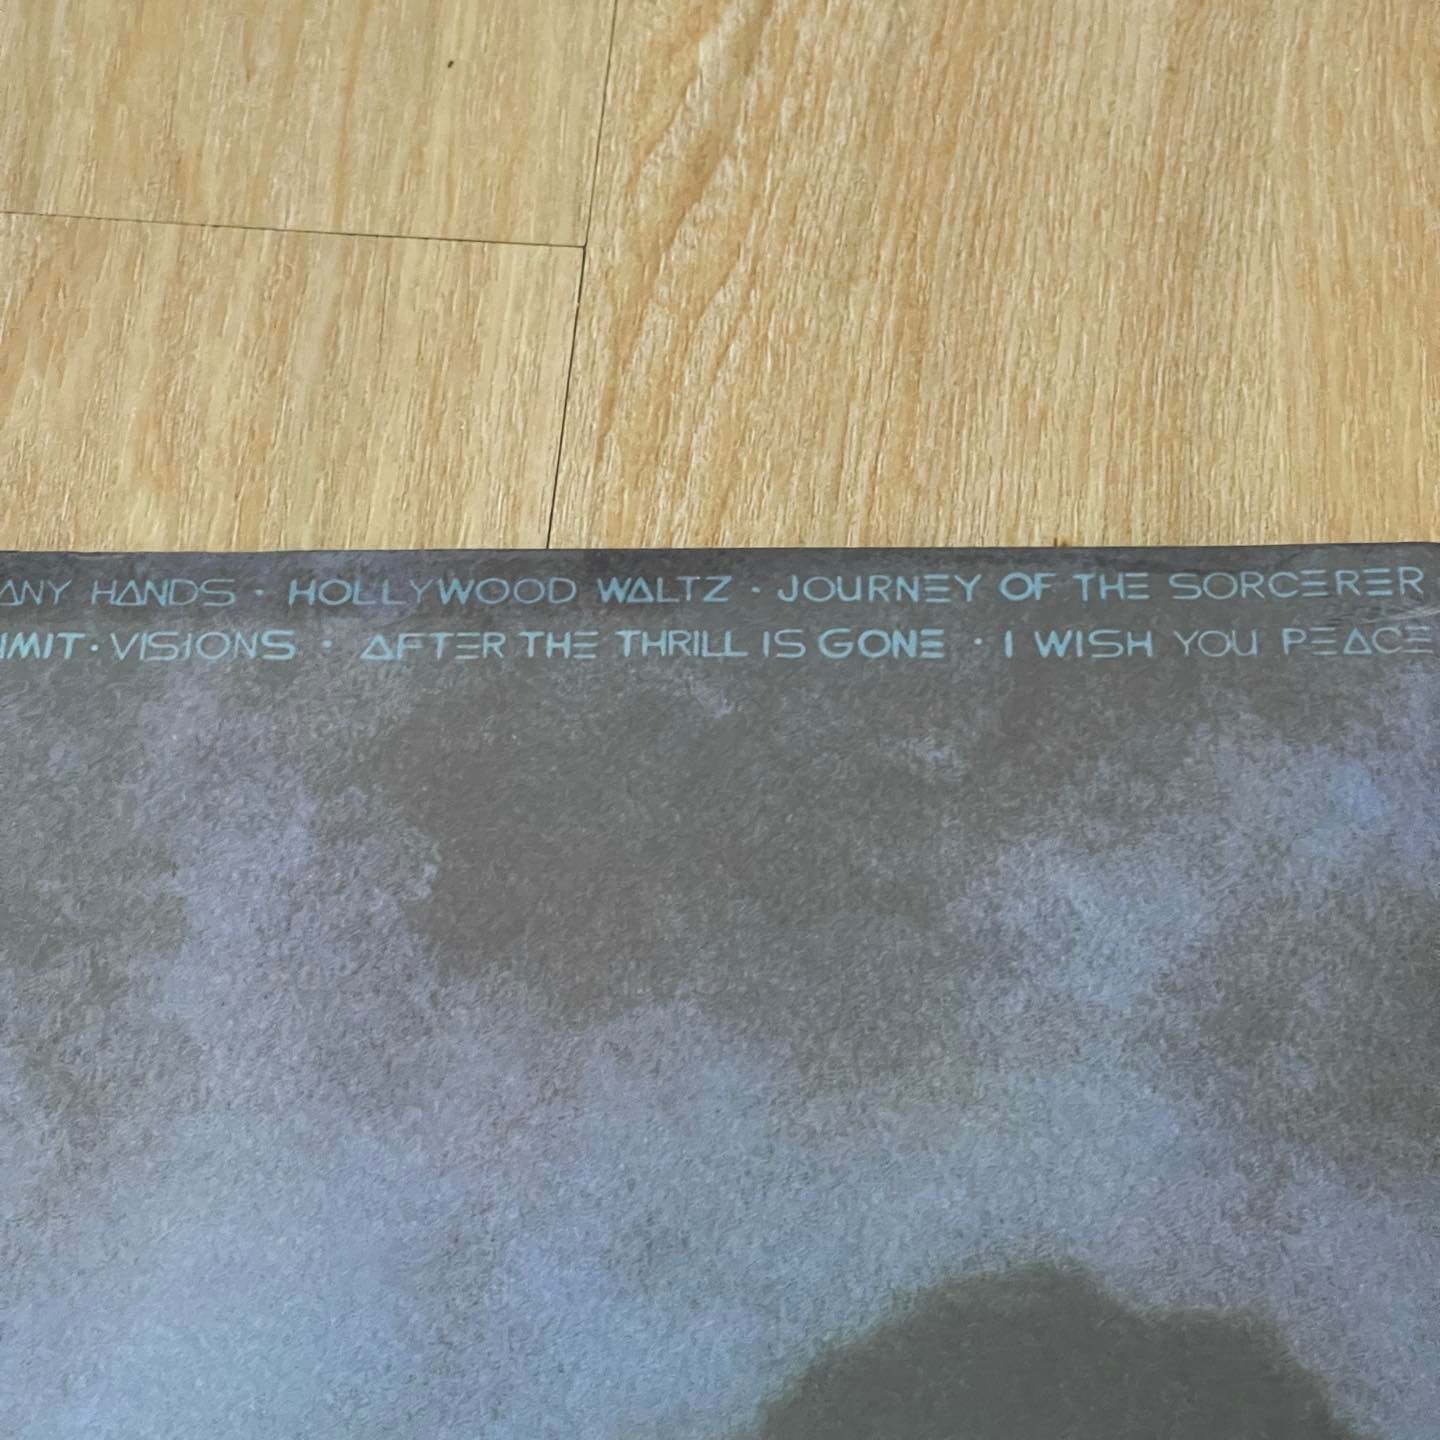 ANY HANDS · HOLLYWOOD WALTZ · JOURNEY OF THE SORCERER
IMIT · VISIONS · AFTER THE THRILL IS GONE · I WISH YOU PEACE